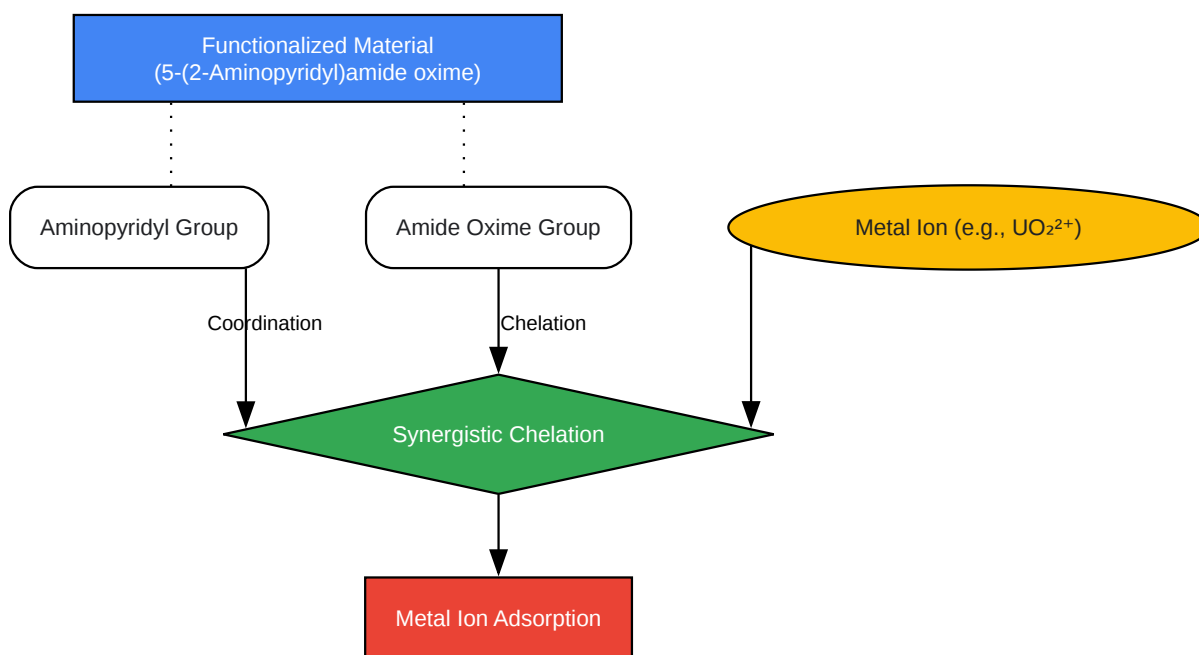 Functionalized Material
(5-(2-Aminopyridyl)amide oxime)
Aminopyridyl Group
Amide Oxime Group
Metal Ion (e.g., UO₂²⁺)
Coordination
Chelation
Synergistic Chelation
Metal Ion Adsorption